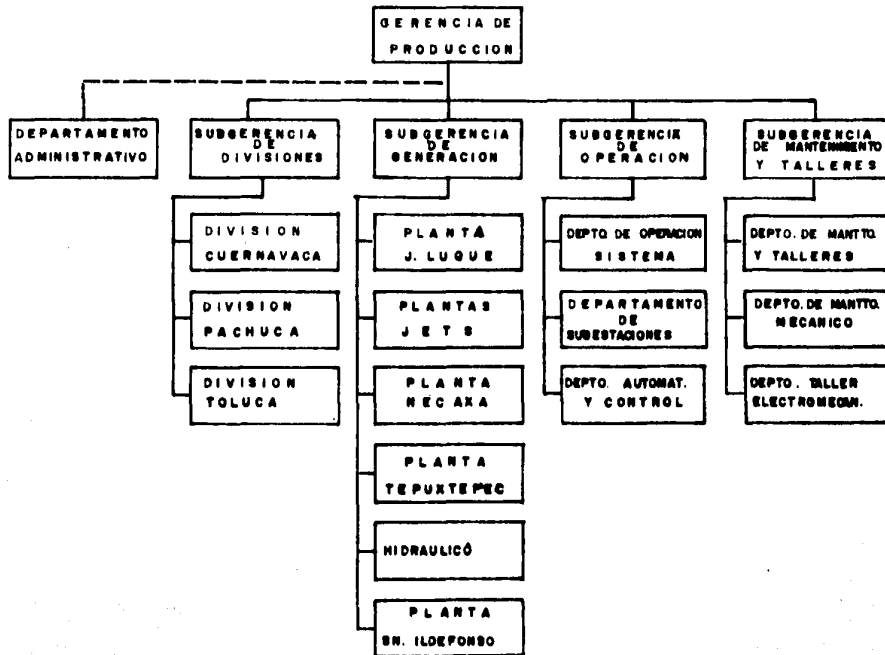 GERENCIA DE
PRODUCCION
DEPARTAMENTO
ADMINISTRATIVO
SUBGERENCIA
DE
DIVISIONES
SUBGERENCIA
DE
GENERACION
SUBGERENCIA
DE
OPERACION
SUBGERENCIA
DE MANTENIMIENTO
Y TALLERES
DIVISION
CUERNAVACA
DIVISION
PACHUCA
DIVISION
TOLUCA
PLANTA
J. LUQUE
PLANTAS
JETS
PLANTA
NECAXA
PLANTA
TEPUXTEPEC
HIDRAULICO
PLANTA
SN. ILDEFONSO
DEPTO. DE OPERACION
SISTEMA
DEPARTAMENTO
DE
SUBESTACIONES
DEPTO. AUTOMAT.
Y CONTROL
DEPTO. DE MANTTO.
Y TALLERES
DEPTO. DE MANTTO.
MECANICO
DEPTO. TALLER
ELECTROMECAN.